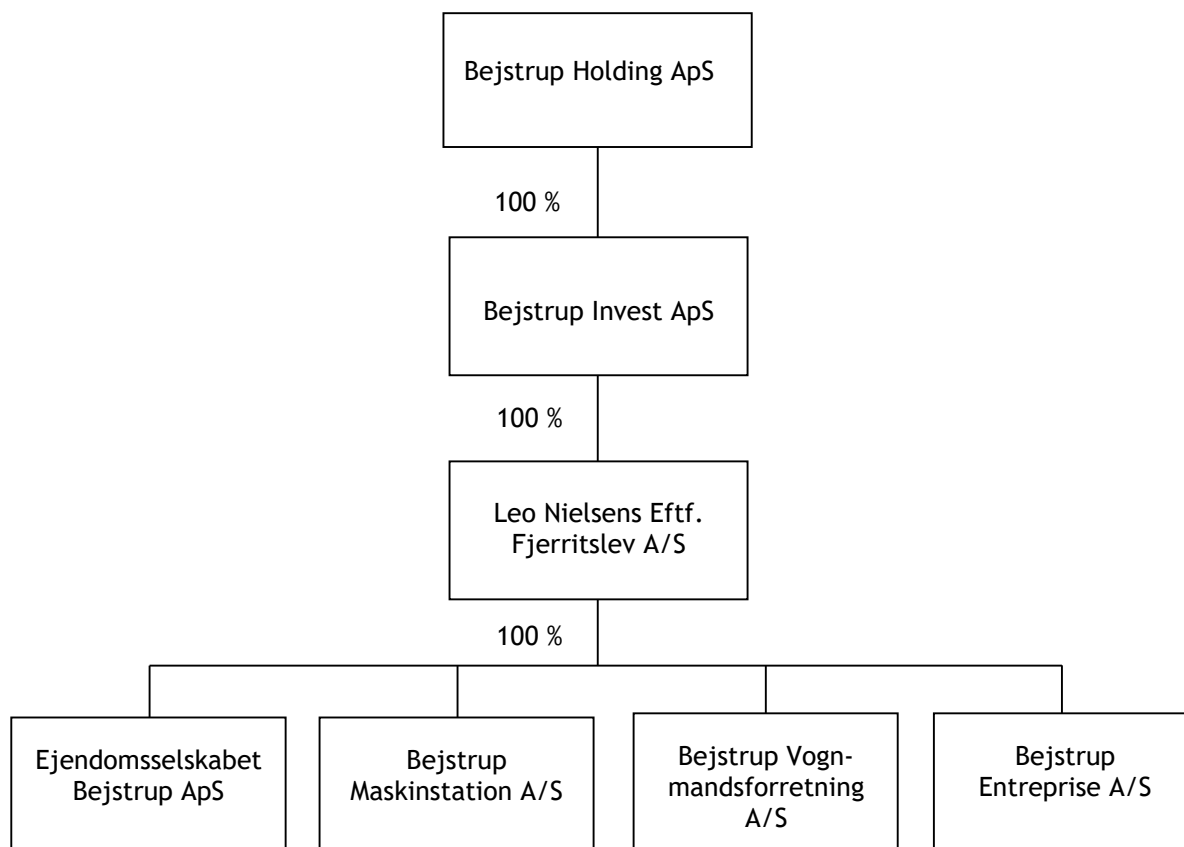 Bejstrup Holding ApS
100 %
Bejstrup Invest ApS
100 %
Leo Nielsens Eftf.
Fjerritslev A/S
100 %
Ejendomsselskabet
Bejstrup ApS
Bejstrup
Maskinstation A/S
Bejstrup Vogn-
mandsforretning
A/S
Bejstrup
Entreprise A/S